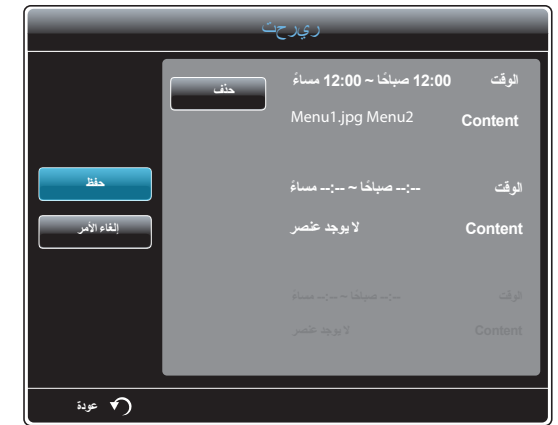 ريرحت
الوقت 12:00 صباحًا ~ 12:00 مساءً
حذف
Content Menu1.jpg Menu2
الوقت --:-- صباحًا ~ --:-- مساءً
حفظ
Content لا يوجد عنصر
إلغاء الأمر
الوقت --:-- صباحًا ~ --:-- مساءً
Content لا يوجد عنصر
عودة